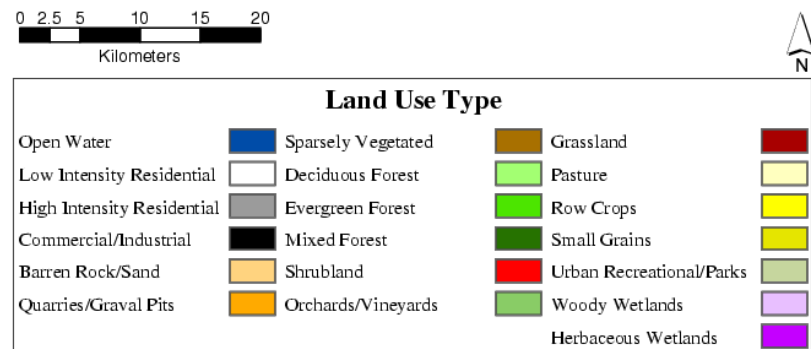 0 2.5 5 10 15 20
Kilometers
N
Land Use Type
Open Water Sparsely Vegetated Grassland
Low Intensity Residential Deciduous Forest Pasture
High Intensity Residential Evergreen Forest Row Crops
Commercial/Industrial Mixed Forest Small Grains
Barren Rock/Sand Shrubland Urban Recreational/Parks
Quarries/Graval Pits Orchards/Vineyards Woody Wetlands
Herbaceous Wetlands